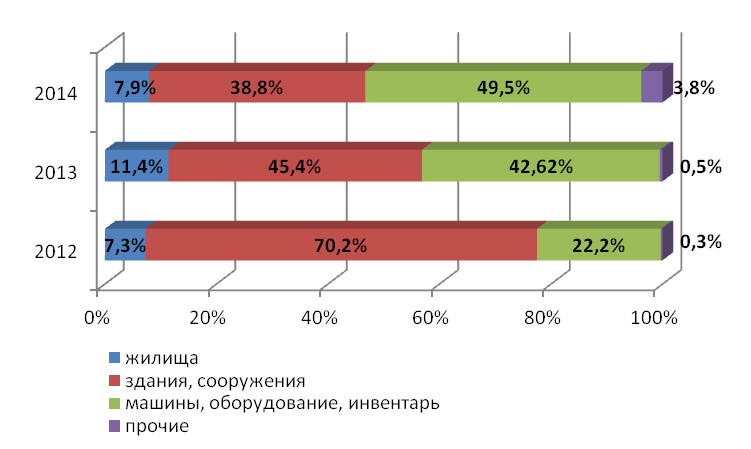 2014 7,9% 38,8% 49,5% 3,8%
2013 11,4% 45,4% 42,62% 0,5%
2012 7,3% 70,2% 22,2% 0,3%
0% 20% 40% 60% 80% 100%
жилища
здания, сооружения
машины, оборудование, инвентарь
прочие